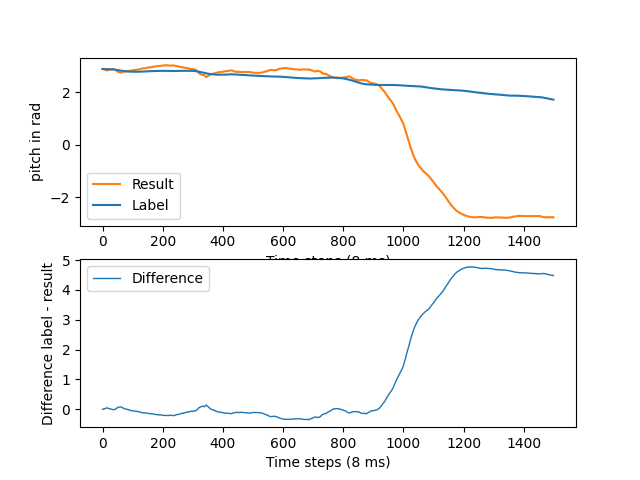 pitch in rad
2
0
−2
Result
Label
0 200 400 600 800 1000 1200 1400
Time steps (8 ms)
Difference label - result
5
4
3
2
1
0
Difference
0 200 400 600 800 1000 1200 1400
Time steps (8 ms)